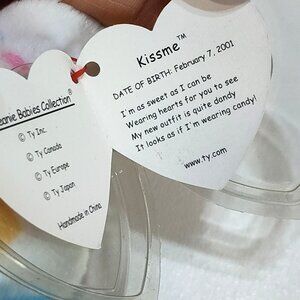 Beanie Babies Collection®
© Ty Inc.
© Ty Canada
© Ty Europe
© Ty Japan
Handmade in China
Kissme™
DATE OF BIRTH: February 7, 2001
I'm as sweet as I can be
Wearing hearts for you to see
My new outfit is quite dandy
It looks as if I'm wearing candy!
www.ty.com